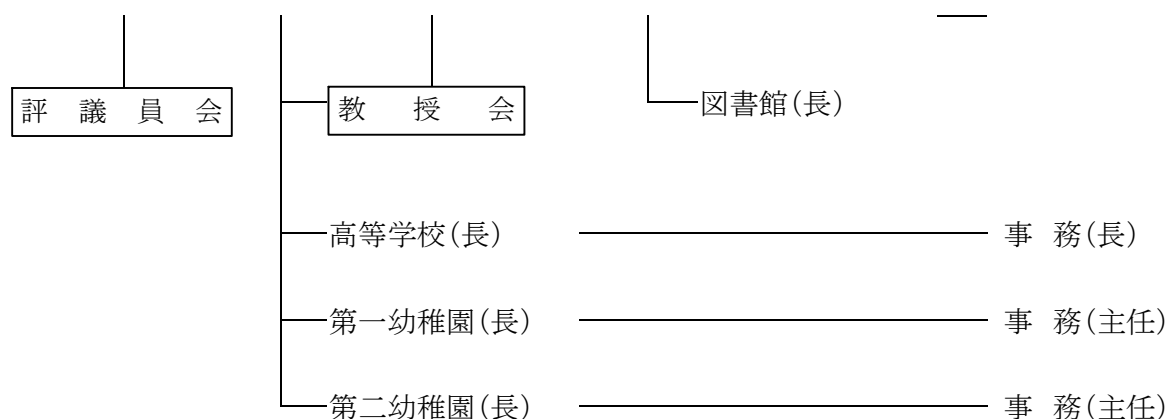 評議員会 教授会 図書館(長)
高等学校(長) 事務(長)
第一幼稚園(長) 事務(主任)
第二幼稚園(長) 事務(主任)